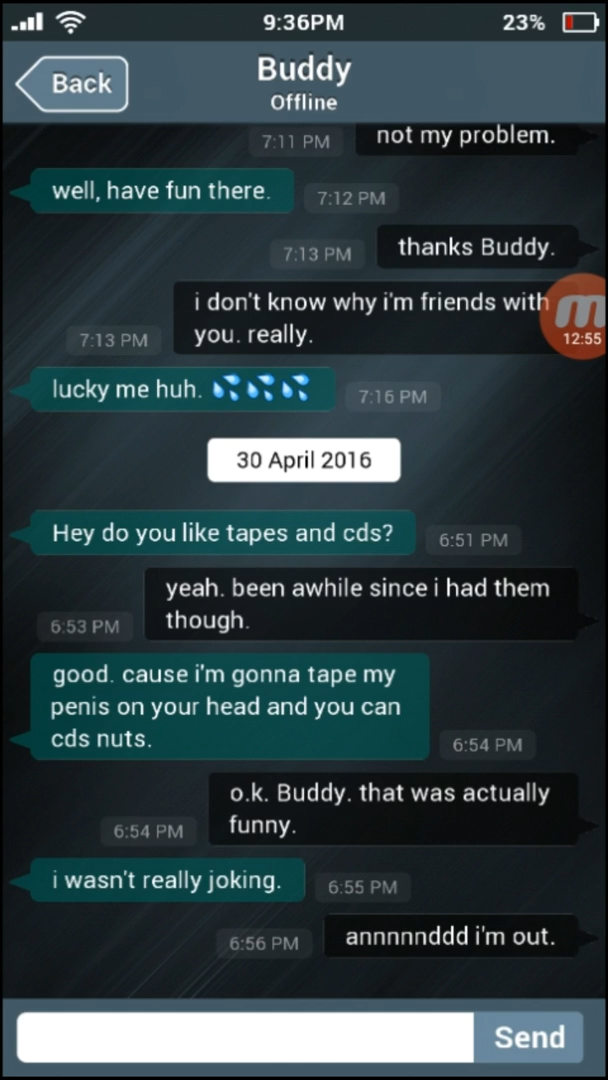 9:36PM
23%
Back
Buddy
Offline
7:11 PM
not my problem.
well, have fun there.
7:12 PM
7:13 PM
thanks Buddy.
i don't know why i'm friends with
you. really.
7:13 PM
12:55
lucky me huh. 💦💦💦
7:16 PM
30 April 2016
Hey do you like tapes and cds?
6:51 PM
yeah. been awhile since i had them
though.
6:53 PM
good. cause i'm gonna tape my
penis on your head and you can
cds nuts.
6:54 PM
o.k. Buddy. that was actually
funny.
6:54 PM
i wasn't really joking.
6:55 PM
6:56 PM
annnnnddd i'm out.
Send